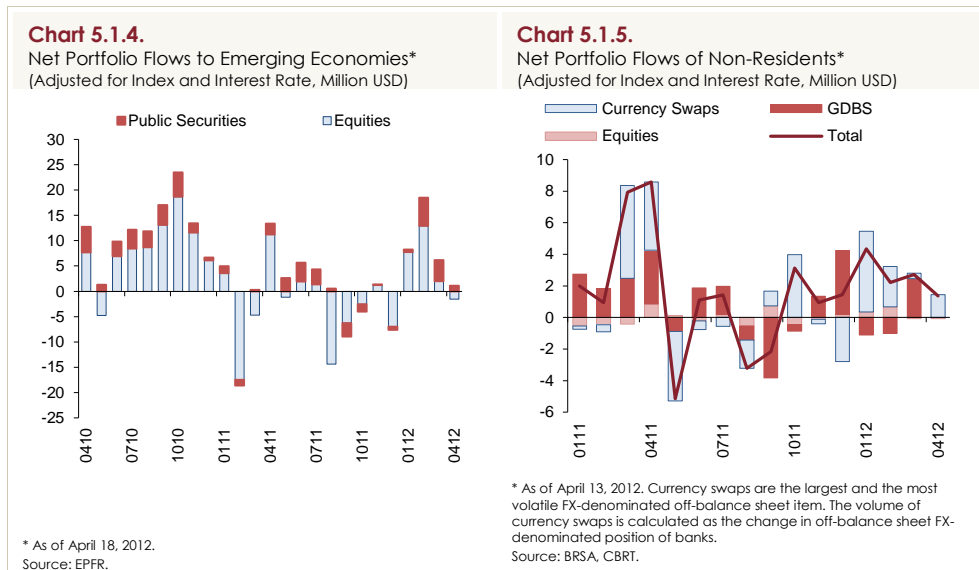 Chart 5.1.4.
Net Portfolio Flows to Emerging Economies*
(Adjusted for Index and Interest Rate, Million USD)
Public Securities Equities
30
25
20
15
10
5
0
-5
-10
-15
-20
-25
0410 0710 1010 0111 0411 0711 1011 0112 0412
* As of April 18, 2012.
Source: EPFR.
Chart 5.1.5.
Net Portfolio Flows of Non-Residents*
(Adjusted for Index and Interest Rate, Million USD)
Currency Swaps GDBS
Equities Total
10
8
6
4
2
0
-2
-4
-6
0111 0411 0711 1011 0112 0412
* As of April 13, 2012. Currency swaps are the largest and the most
volatile FX-denominated off-balance sheet item. The volume of
currency swaps is calculated as the change in off-balance sheet FX-
denominated position of banks.
Source: BRSA, CBRT.